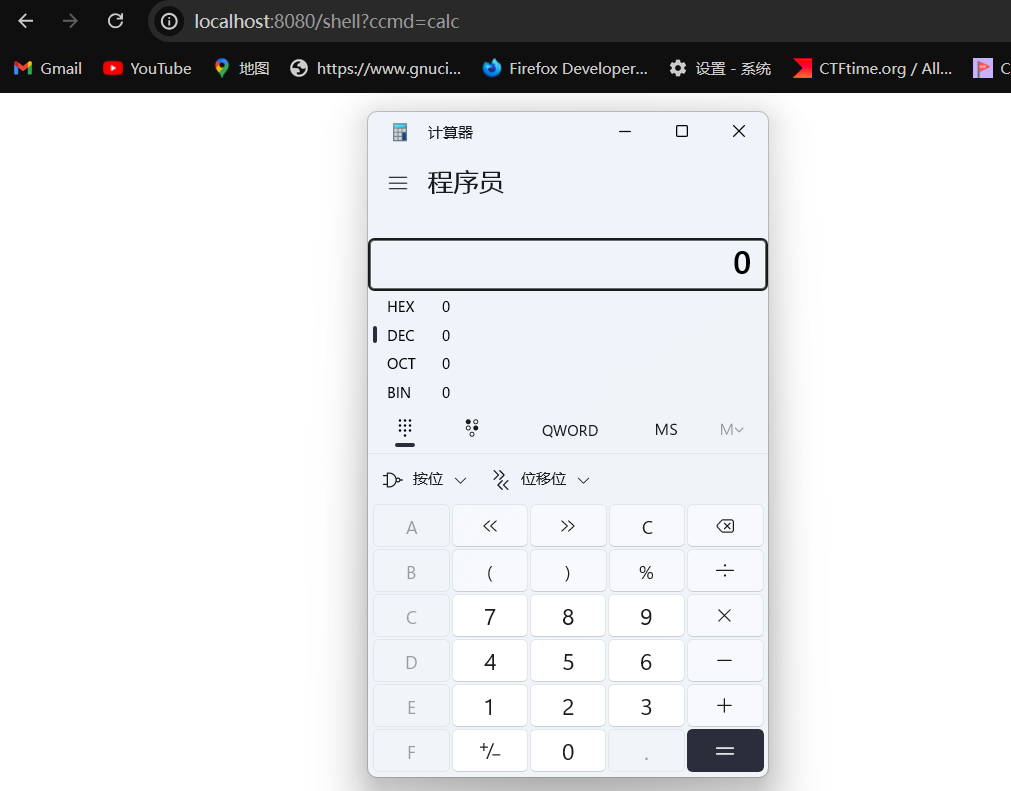 localhost:8080/shell?ccmd=calc
Gmail YouTube 地图 https://www.gnuci... Firefox Developer... 设置 - 系统 CTFtime.org / All... C
计算器
程序员
0
HEX 0
DEC 0
OCT 0
BIN 0
QWORD MS M
按位 位移位
A << >> C
B ( ) % ÷
C 7 8 9 ×
D 4 5 6 −
E 1 2 3 +
F +/− 0 . =